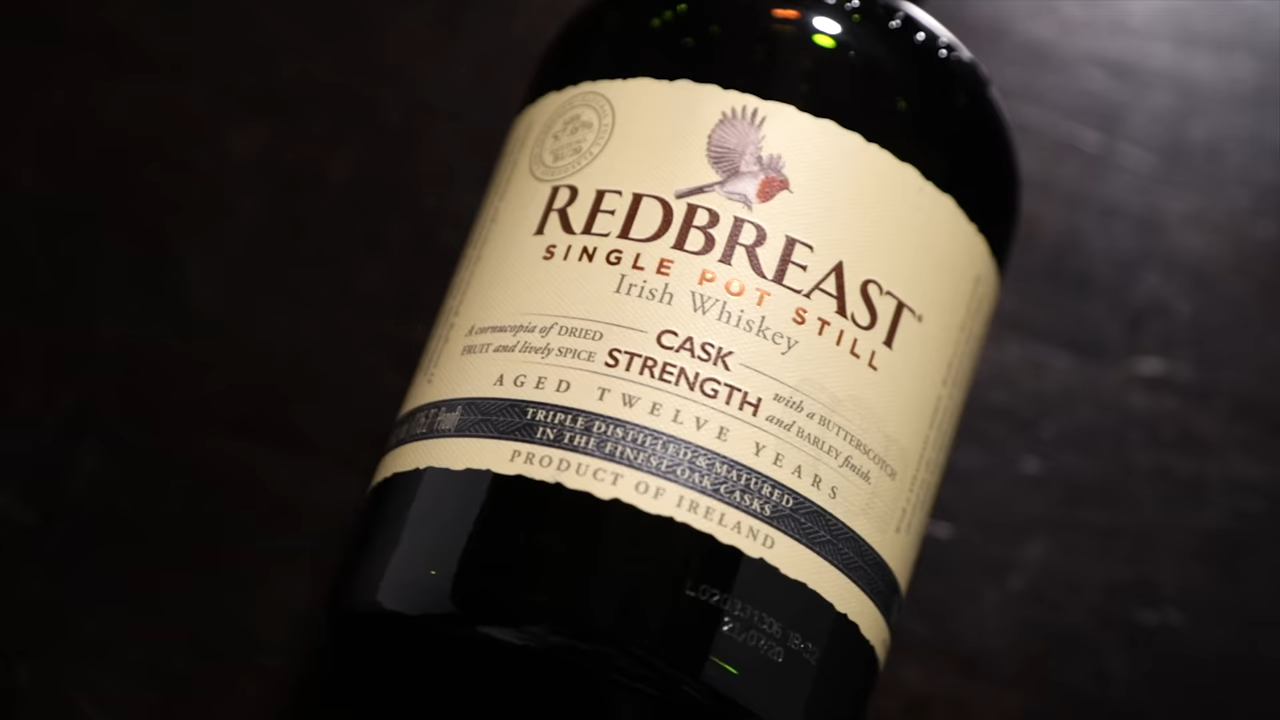 REDBREAST
SINGLE POT STILL
Irish Whiskey
A cornucopia of DRIED
FRUIT and lively SPICE
CASK
STRENGTH
with a BUTTERSCOTCH
and BARLEY finish.
AGED TWELVE YEARS
Proof
TRIPLE DISTILLED & MATURED
IN THE FINEST OAK CASKS
PRODUCT OF IRELAND